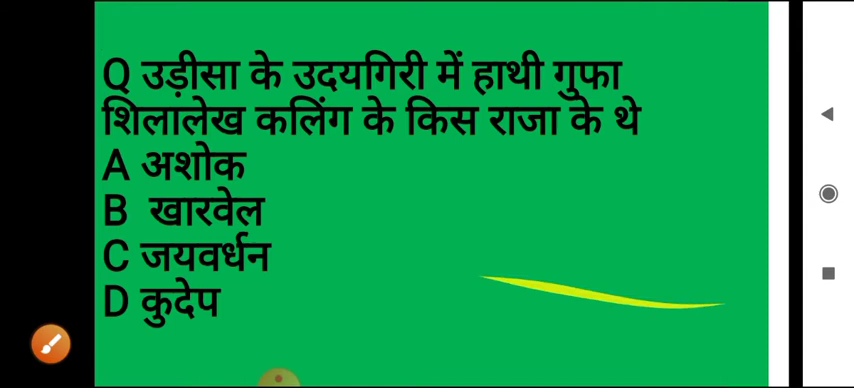 Q उड़ीसा के उदयगिरी में हाथी गुफा
शिलालेख कलिंग के किस राजा के थे
A अशोक
B खारवेल
C जयवर्धन
D कुदेप